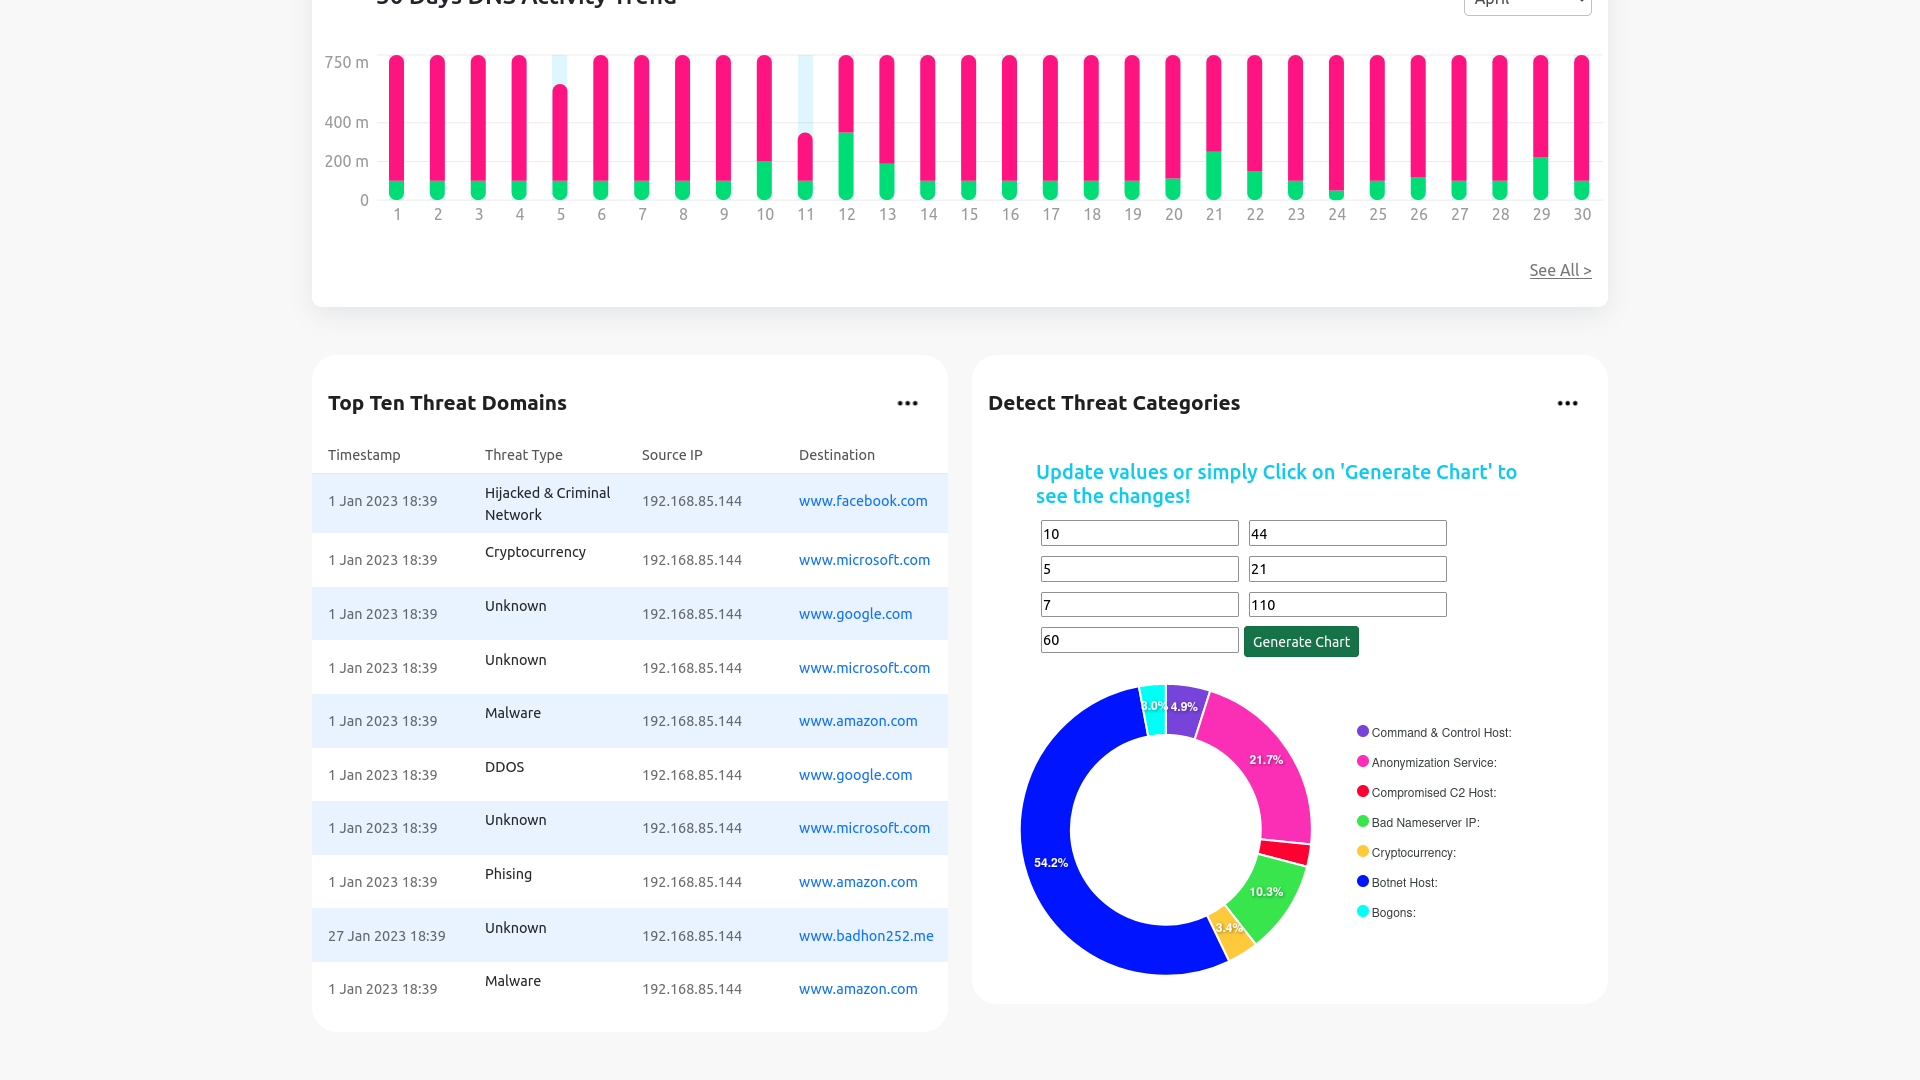 30 Days DNS Activity Trend
April
750 m
400 m
200 m
0
1 2 3 4 5 6 7 8 9 10 11 12 13 14 15 16 17 18 19 20 21 22 23 24 25 26 27 28 29 30
See All >
Top Ten Threat Domains
Timestamp Threat Type Source IP Destination
1 Jan 2023 18:39 Hijacked & Criminal Network 192.168.85.144 www.facebook.com
1 Jan 2023 18:39 Cryptocurrency 192.168.85.144 www.microsoft.com
1 Jan 2023 18:39 Unknown 192.168.85.144 www.google.com
1 Jan 2023 18:39 Unknown 192.168.85.144 www.microsoft.com
1 Jan 2023 18:39 Malware 192.168.85.144 www.amazon.com
1 Jan 2023 18:39 DDOS 192.168.85.144 www.google.com
1 Jan 2023 18:39 Unknown 192.168.85.144 www.microsoft.com
1 Jan 2023 18:39 Phising 192.168.85.144 www.amazon.com
27 Jan 2023 18:39 Unknown 192.168.85.144 www.badhon252.me
1 Jan 2023 18:39 Malware 192.168.85.144 www.amazon.com
Detect Threat Categories
Update values or simply Click on 'Generate Chart' to
see the changes!
10 44
5 21
7 110
60 Generate Chart
3.0% 4.9%
21.7%
54.2%
10.3%
3.4%
Command & Control Host:
Anonymization Service:
Compromised C2 Host:
Bad Nameserver IP:
Cryptocurrency:
Botnet Host:
Bogons: